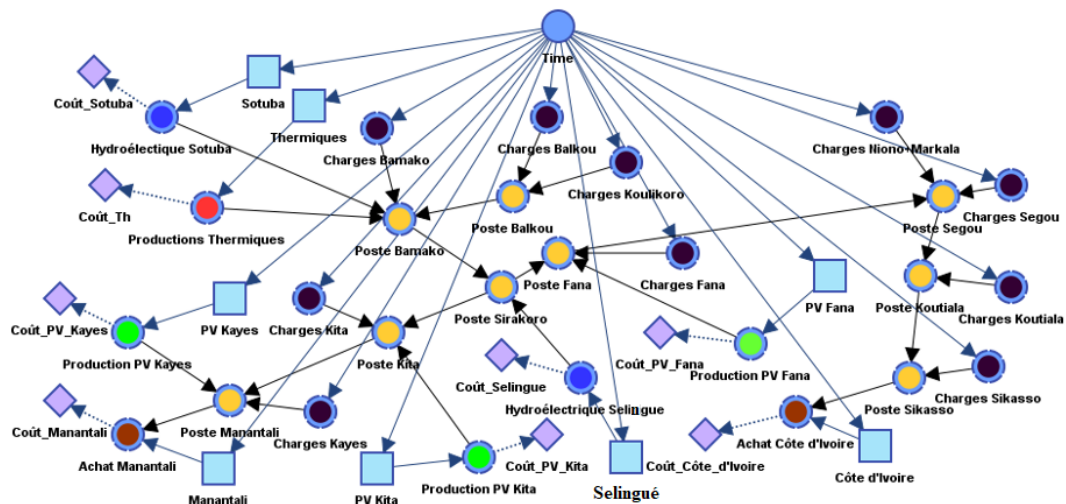 Time
Sotuba
Coût_Sotuba
Thermiques
Hydroélectique Sotuba
Charges Bamako
Charges Balkou
Charges Niono+Markala
Charges Koulikoro
Coût_Th
Productions Thermiques
Poste Bamako
Poste Balkou
Charges Segou
Poste Segou
Poste Fana
Charges Fana
PV Fana
Poste Koutiala
Charges Koutiala
Coût_PV_Kayes
PV Kayes
Charges Kita
Poste Sirakoro
Production PV Kayes
Poste Kita
Coût_PV_Fana
Production PV Fana
Coût_Selingue
Hydroélectrique Selingue
Poste Sikasso
Charges Sikasso
Coût_Manantali
Poste Manantali
Charges Kayes
Achat Manantali
Achat Côte d'Ivoire
Coût_PV_Kita
Coût_Côte_d'Ivoire
Côte d'Ivoire
Manantali
PV Kita
Production PV Kita
Selingué